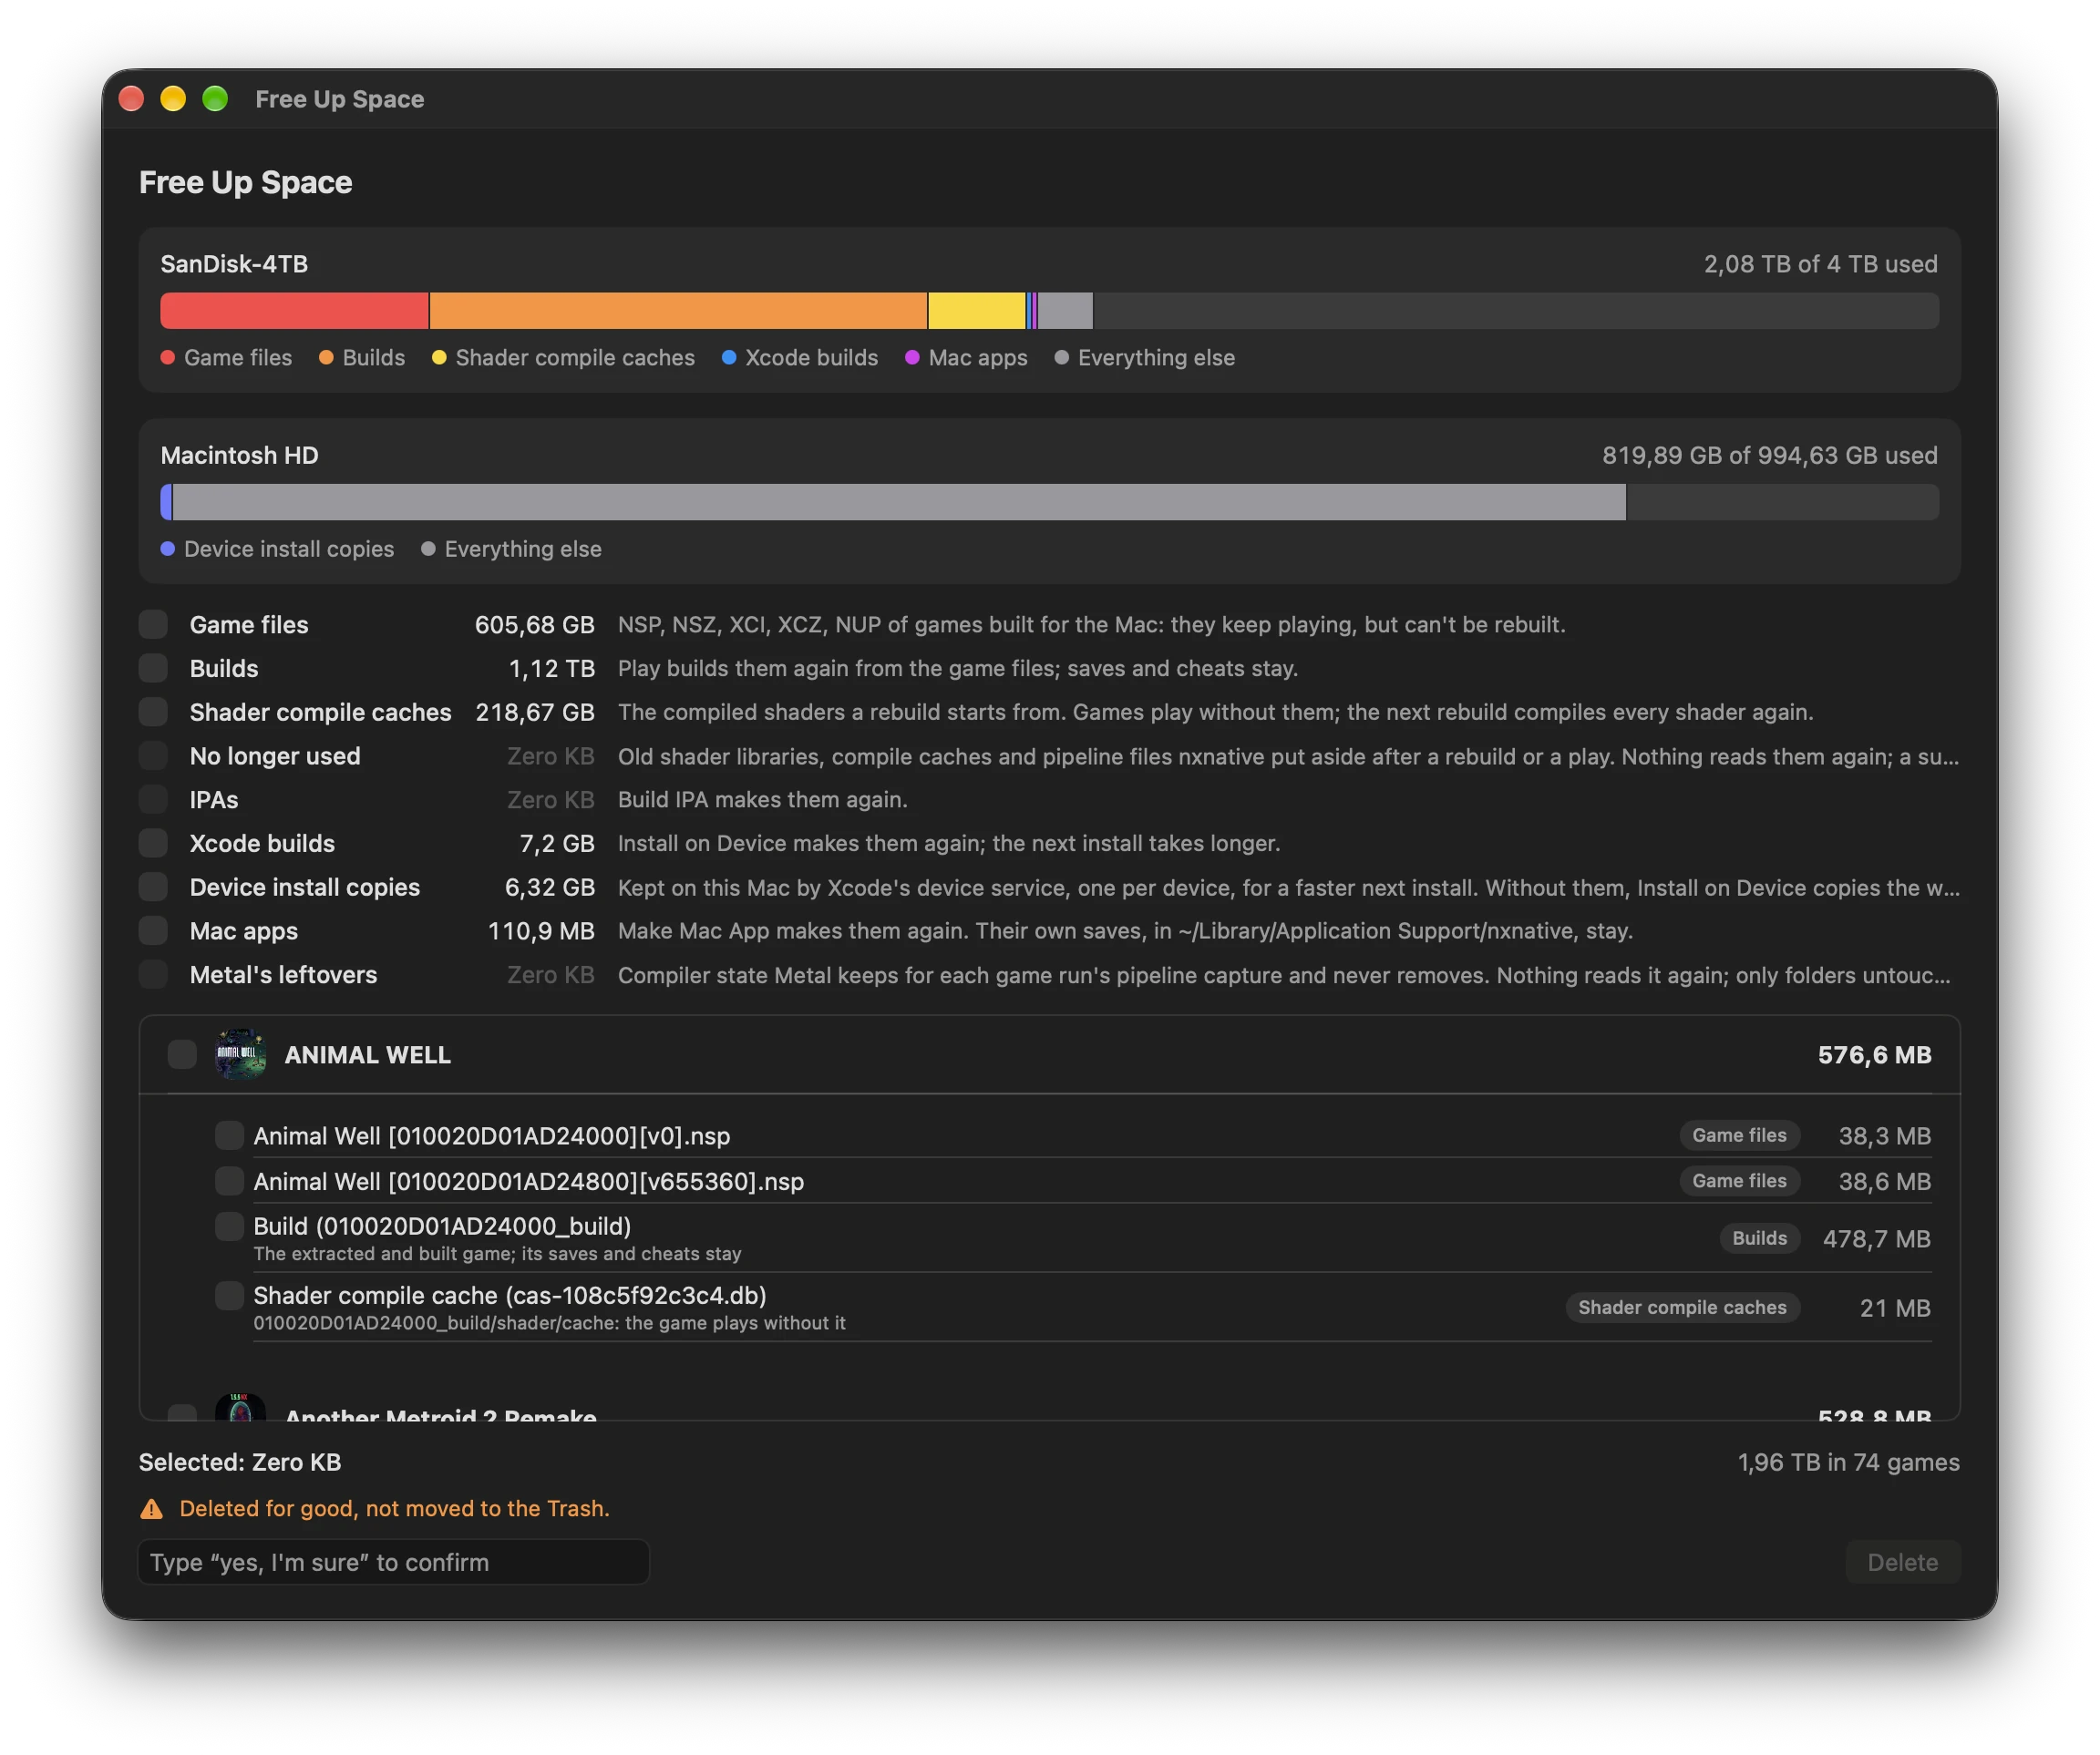 Free Up Space
Free Up Space
SanDisk-4TB
2,08 TB of 4 TB used
Game files
Builds
Shader compile caches
Xcode builds
Mac apps
Everything else
Macintosh HD
819,89 GB of 994,63 GB used
Device install copies
Everything else
Game files 605,68 GB NSP, NSZ, XCI, XCZ, NUP of games built for the Mac: they keep playing, but can't be rebuilt.
Builds 1,12 TB Play builds them again from the game files; saves and cheats stay.
Shader compile caches 218,67 GB The compiled shaders a rebuild starts from. Games play without them; the next rebuild compiles every shader again.
No longer used Zero KB Old shader libraries, compile caches and pipeline files nxnative put aside after a rebuild or a play. Nothing reads them again; a su...
IPAs Zero KB Build IPA makes them again.
Xcode builds 7,2 GB Install on Device makes them again; the next install takes longer.
Device install copies 6,32 GB Kept on this Mac by Xcode's device service, one per device, for a faster next install. Without them, Install on Device copies the w...
Mac apps 110,9 MB Make Mac App makes them again. Their own saves, in ~/Library/Application Support/nxnative, stay.
Metal's leftovers Zero KB Compiler state Metal keeps for each game run's pipeline capture and never removes. Nothing reads it again; only folders untouc...
ANIMAL WELL
ANIMAL WELL 576,6 MB
Animal Well [010020D01AD24000][v0].nsp Game files 38,3 MB
Animal Well [010020D01AD24800][v655360].nsp Game files 38,6 MB
Build (010020D01AD24000_build)
The extracted and built game; its saves and cheats stay
Builds 478,7 MB
Shader compile cache (cas-108c5f92c3c4.db)
010020D01AD24000_build/shader/cache: the game plays without it
Shader compile caches 21 MB
Another Metroid 2 Remake 528,8 MB
Selected: Zero KB
1,96 TB in 74 games
Deleted for good, not moved to the Trash.
Type “yes, I'm sure” to confirm
Delete